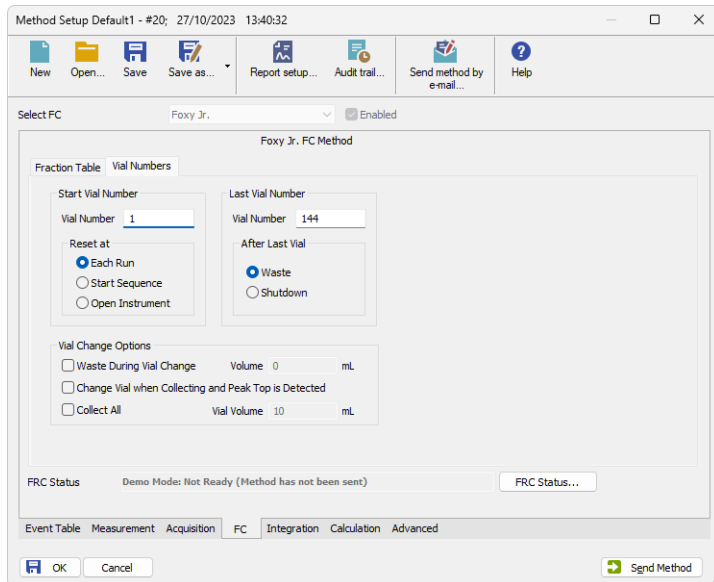 Method Setup Default1 - #20; 27/10/2023 13:40:32
New Open... Save Save as... Report setup... Audit trail... Send method by e-mail... Help
Select FC Foxy Jr. Enabled
Foxy Jr. FC Method
Fraction Table Vial Numbers
Start Vial Number Last Vial Number
Vial Number 1 Vial Number 144
Reset at After Last Vial
Each Run
Waste
Start Sequence
Shutdown
Open Instrument
Vial Change Options
Waste During Vial Change Volume 0 mL
Change Vial when Collecting and Peak Top is Detected
Collect All Vial Volume 10 mL
FRC Status Demo Mode: Not Ready (Method has not been sent) FRC Status...
Event Table Measurement Acquisition FC Integration Calculation Advanced
OK Cancel Send Method